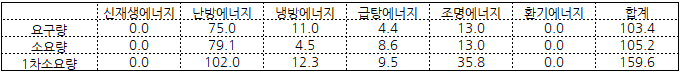 신재생에너지 난방에너지 냉방에너지 급탕에너지 조명에너지 환기에너지 합계
요구량 0.0 75.0 11.0 4.4 13.0 0.0 103.4
소요량 0.0 79.1 4.5 8.6 13.0 0.0 105.2
1차소요량 0.0 102.0 12.3 9.5 35.8 0.0 159.6